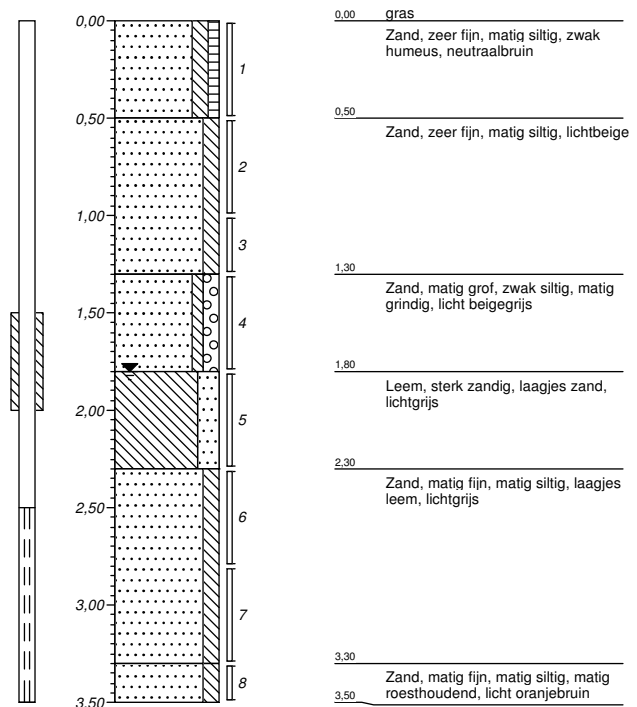 0,00
0,00
gras
Zand, zeer fijn, matig siltig, zwak
humeus, neutraalbruin
1
0,50
0,50
Zand, zeer fijn, matig siltig, lichtbeige
2
1,00
3
1,30
Zand, matig grof, zwak siltig, matig
grindig, licht beigegrijs
1,50
4
1,80
Leem, sterk zandig, laagjes zand,
lichtgrijs
2,00
5
2,30
Zand, matig fijn, matig siltig, laagjes
leem, lichtgrijs
2,50
6
3,00
7
3,30
Zand, matig fijn, matig siltig, matig
roesthoudend, licht oranjebruin
8
3,50
3,50